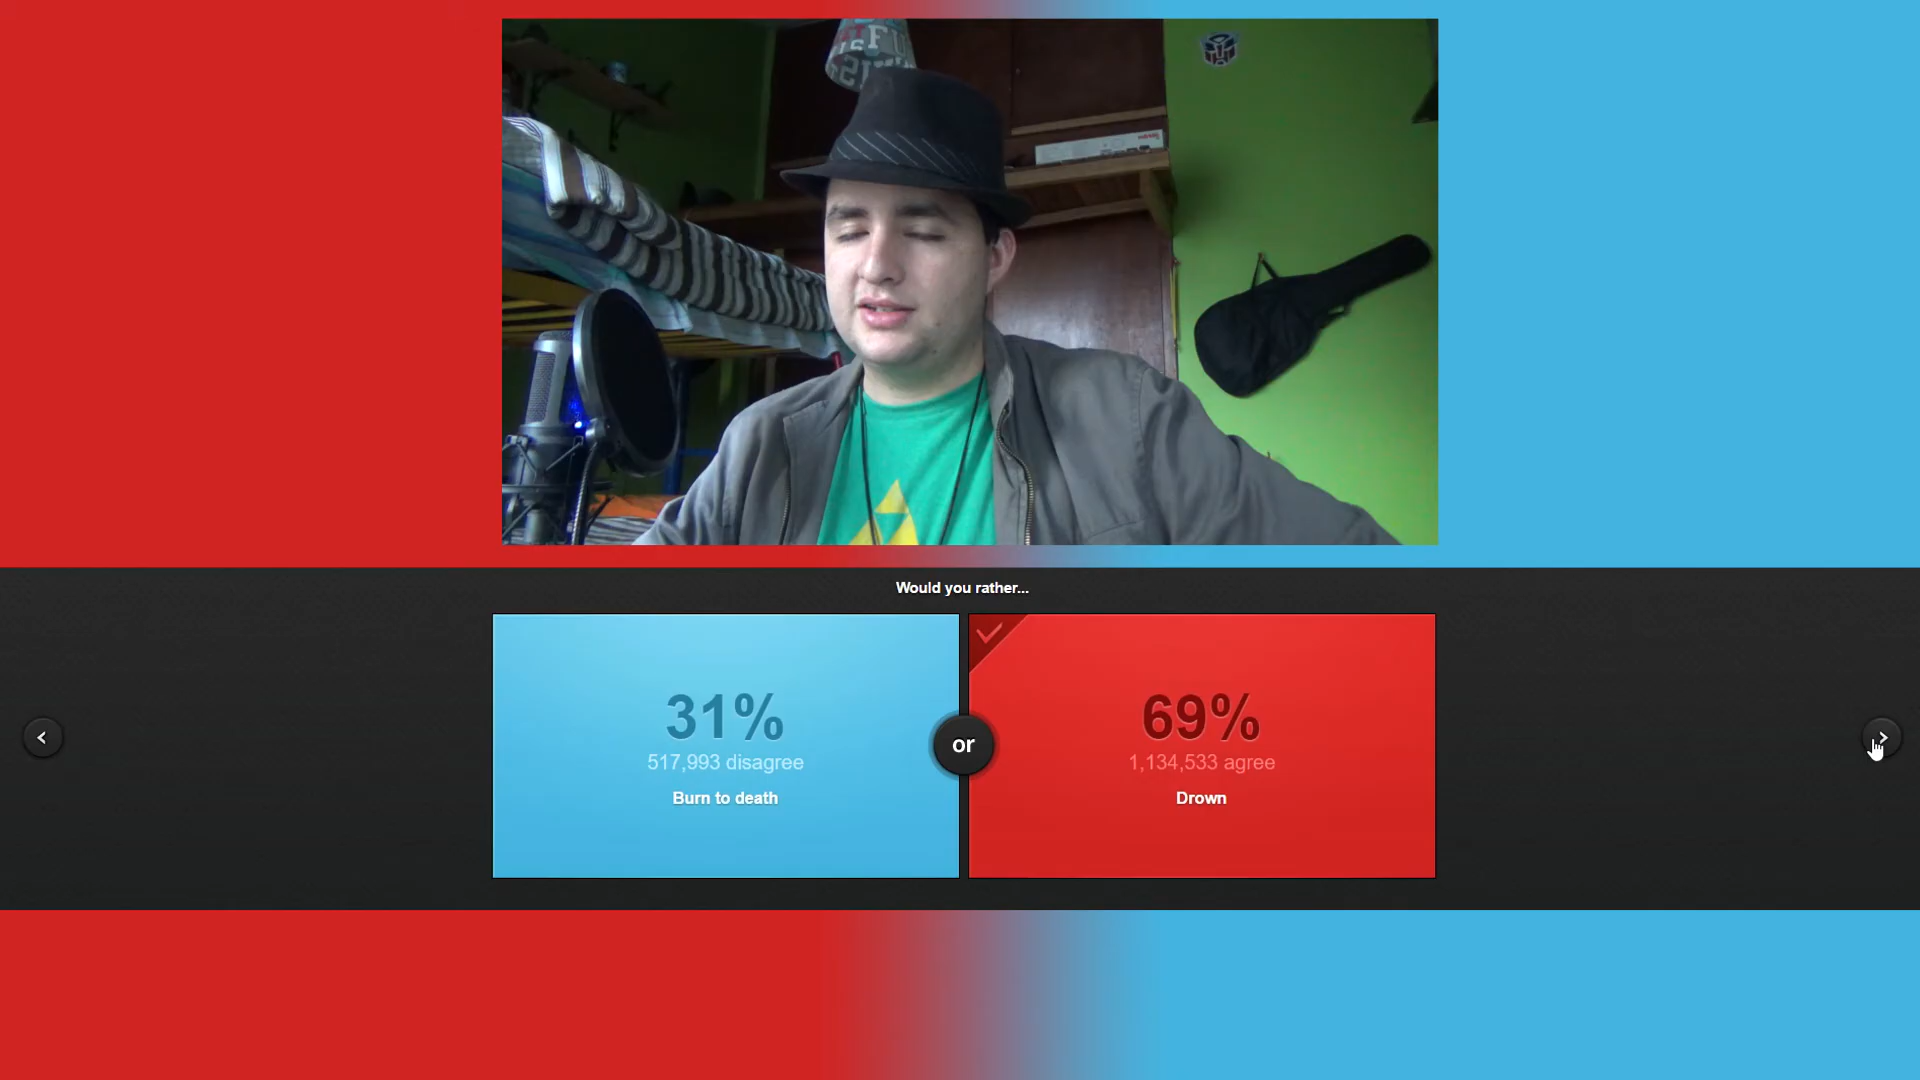 Would you rather...
31%
517,993 disagree
Burn to death
or
69%
1,134,533 agree
Drown